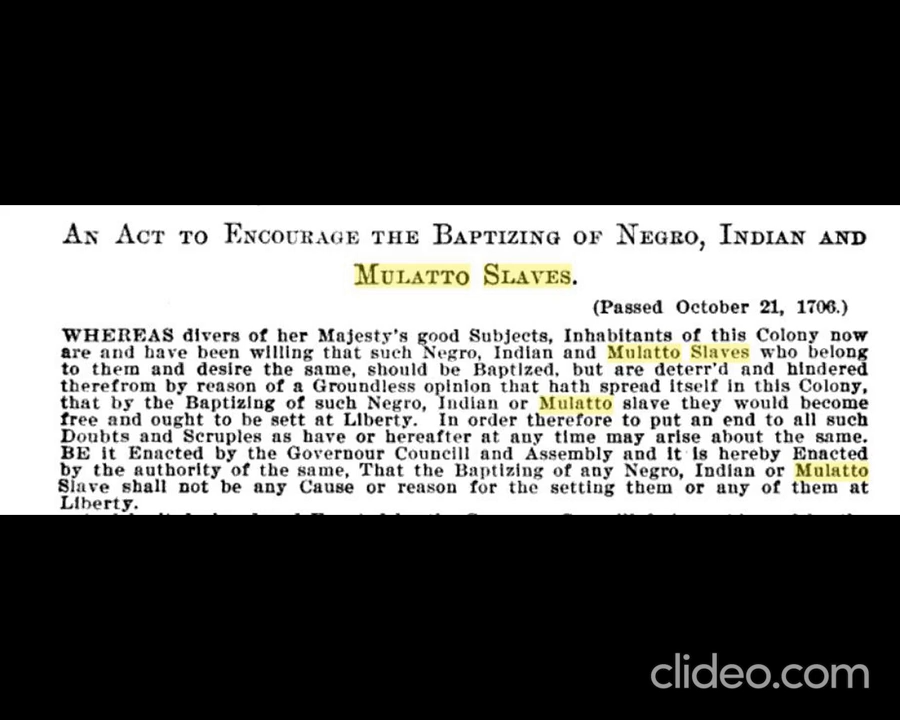 AN ACT TO ENCOURAGE THE BAPTIZING OF NEGRO, INDIAN AND
MULATTO SLAVES.
(Passed October 21, 1706.)
WHEREAS divers of her Majesty's good Subjects, Inhabitants of this Colony now
are and have been willing that such Negro, Indian and Mulatto Slaves who belong
to them and desire the same, should be Baptized, but are deterr'd and hindered
therefrom by reason of a Groundless opinion that hath spread itself in this Colony,
that by the Baptizing of such Negro, Indian or Mulatto slave they would become
free and ought to be sett at Liberty. In order therefore to put an end to all such
Doubts and Scruples as have or hereafter at any time may arise about the same.
BE it Enacted by the Governour Councill and Assembly and it is hereby Enacted
by the authority of the same, That the Baptizing of any Negro, Indian or Mulatto
Slave shall not be any Cause or reason for the setting them or any of them at
Liberty.
clideo.com